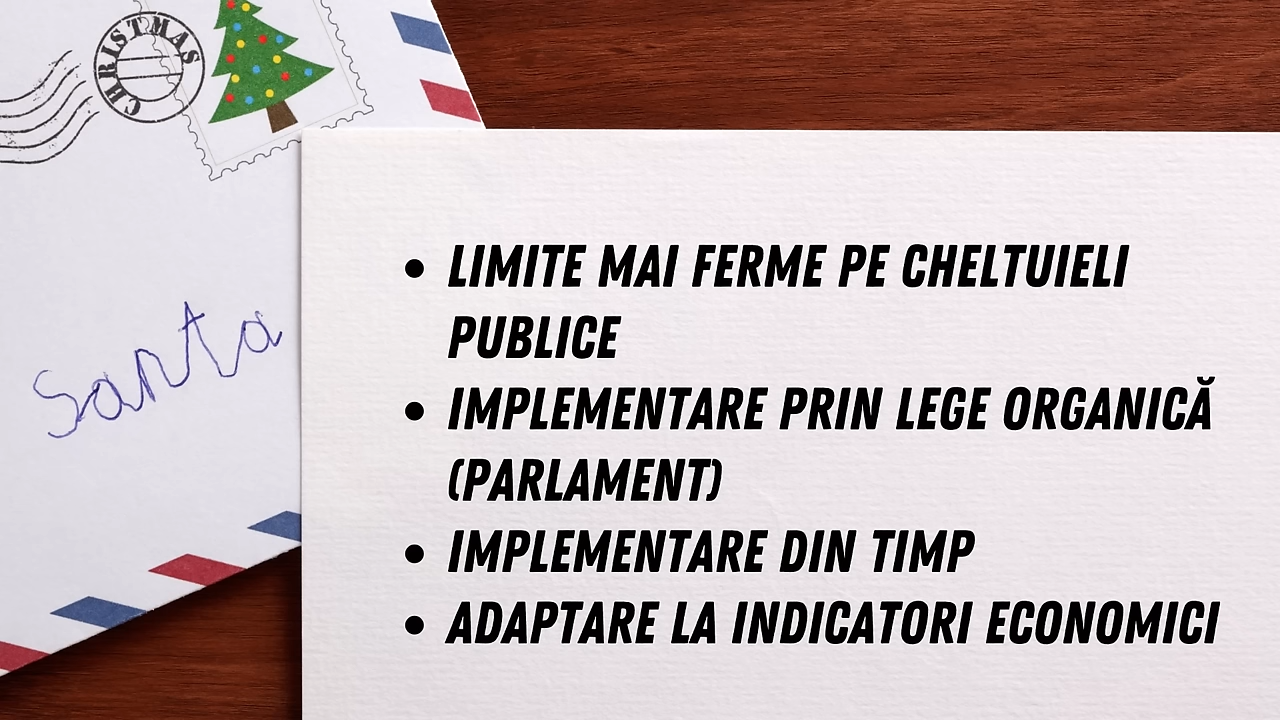 CHRISTMAS
Santa
• LIMITE MAI FERME PE CHELTUIELI
PUBLICE
• IMPLEMENTARE PRIN LEGE ORGANICĂ
(PARLAMENT)
• IMPLEMENTARE DIN TIMP
• ADAPTARE LA INDICATORI ECONOMICI